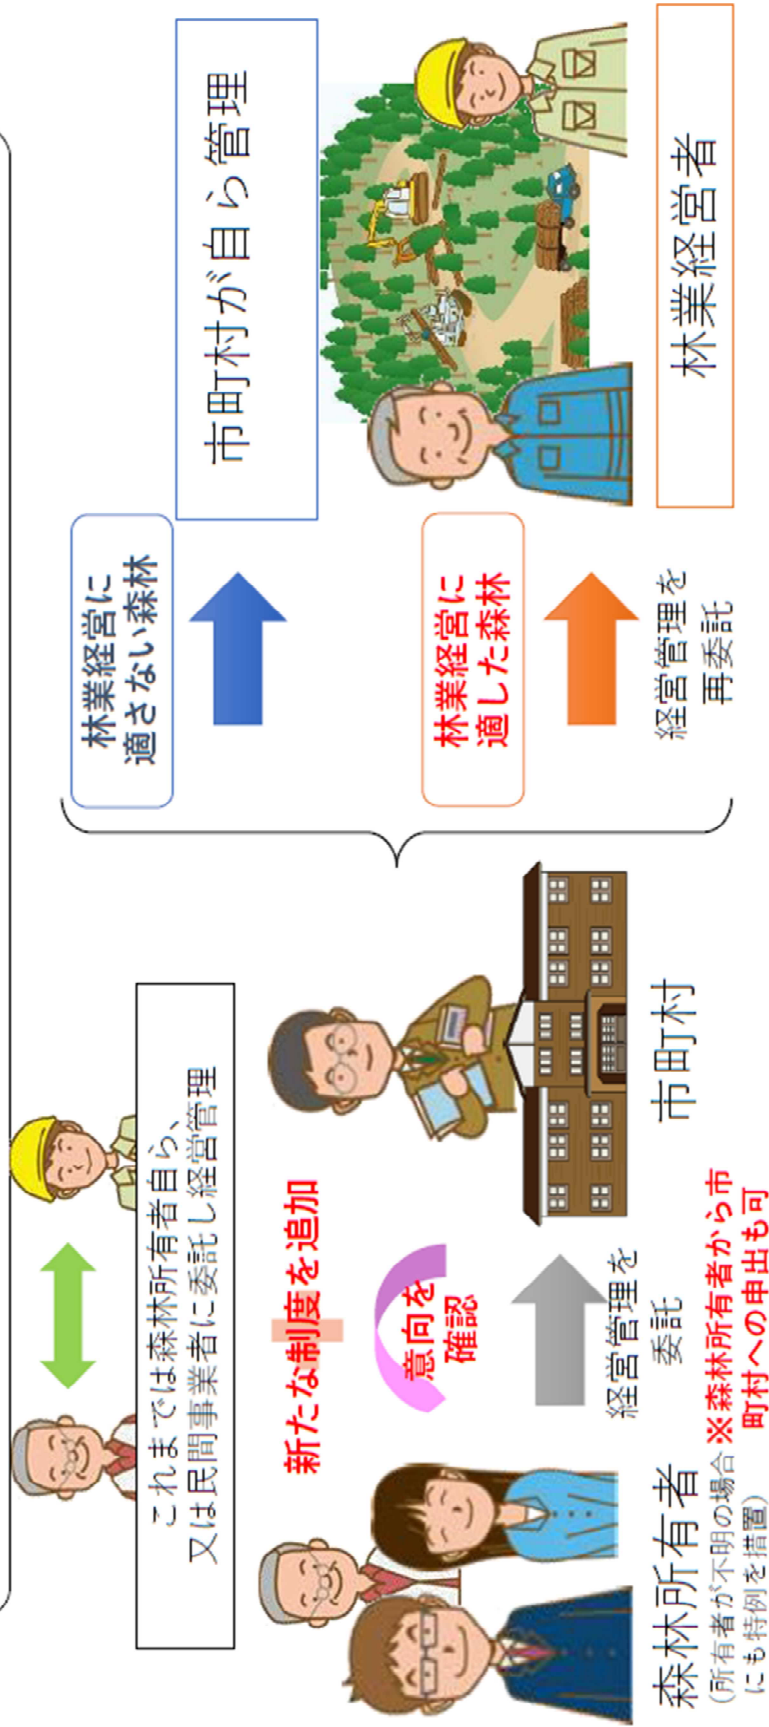 これまでは森林所有者自ら、
又は民間事業者に委託し経営管理
新たな制度を追加
意向を
確認
経営管理を
委託
森林所有者
(所有者が不明の場合
にも特例を措置)
※森林所有者から市
町村への申出も可
市町村
林業経営に
適さない森林
市町村が自ら管理
林業経営に
適した森林
経営管理を
再委託
林業経営者